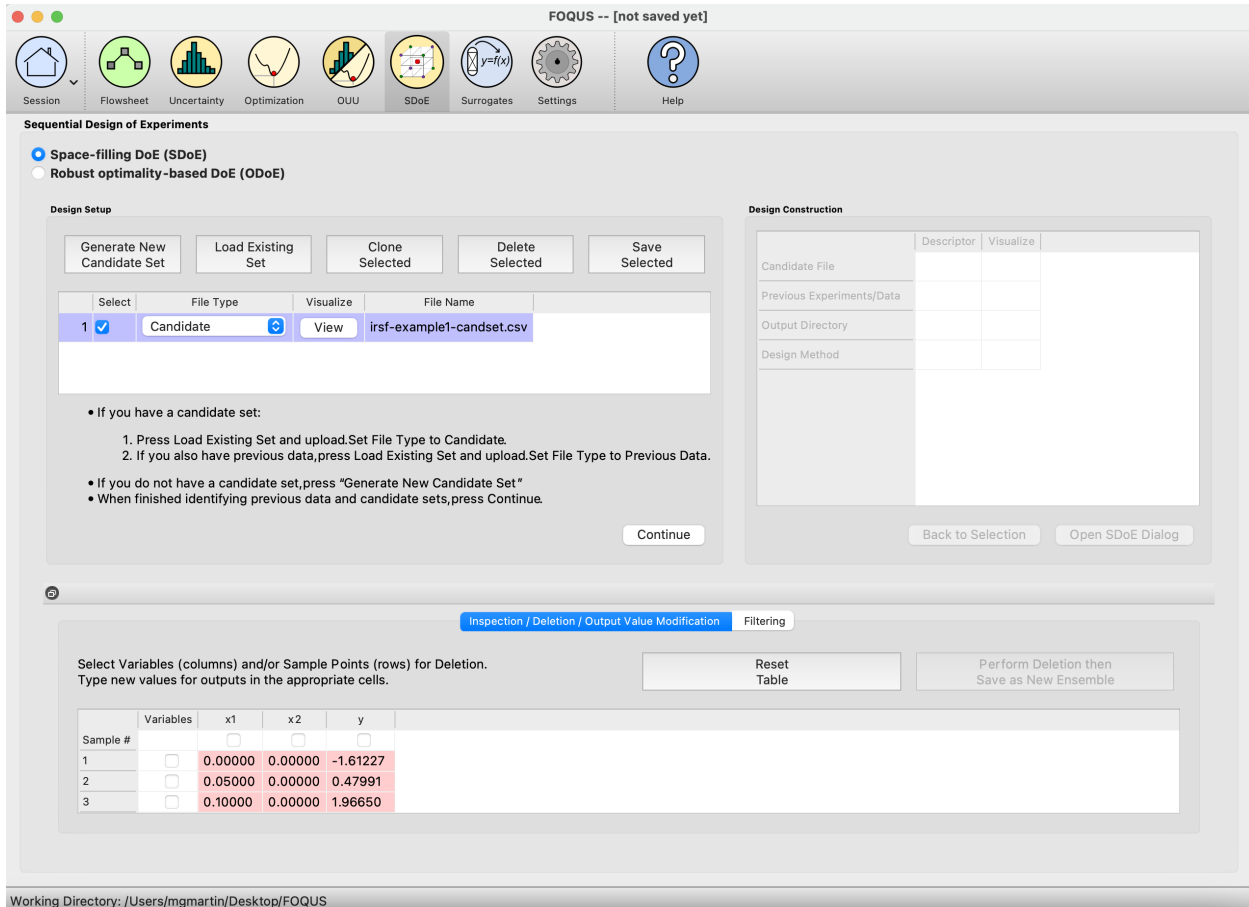 FOQUS -- [not saved yet]
y=f(x)
Session
Flowsheet
Uncertainty
Optimization
OUU
SDoE
Surrogates
Settings
Help
Sequential Design of Experiments
Space-filling DoE (SDoE)
Robust optimality-based DoE (ODoE)
Design Setup
Generate New
Candidate Set
Load Existing
Set
Clone
Selected
Delete
Selected
Save
Selected
Select File Type Visualize File Name
1 Candidate View irsf-example1-candset.csv
• If you have a candidate set:
1. Press Load Existing Set and upload.Set File Type to Candidate.
2. If you also have previous data,press Load Existing Set and upload.Set File Type to Previous Data.
• If you do not have a candidate set,press “Generate New Candidate Set”
• When finished identifying previous data and candidate sets,press Continue.
Continue
Design Construction
Descriptor Visualize
Candidate File
Previous Experiments/Data
Output Directory
Design Method
Back to Selection
Open SDoE Dialog
Inspection / Deletion / Output Value Modification
Filtering
Select Variables (columns) and/or Sample Points (rows) for Deletion.
Type new values for outputs in the appropriate cells.
Reset
Table
Perform Deletion then
Save as New Ensemble
Variables x1 x2 y
Sample #
1 0.00000 0.00000 -1.61227
2 0.05000 0.00000 0.47991
3 0.10000 0.00000 1.96650
Working Directory: /Users/mgmartin/Desktop/FOQUS